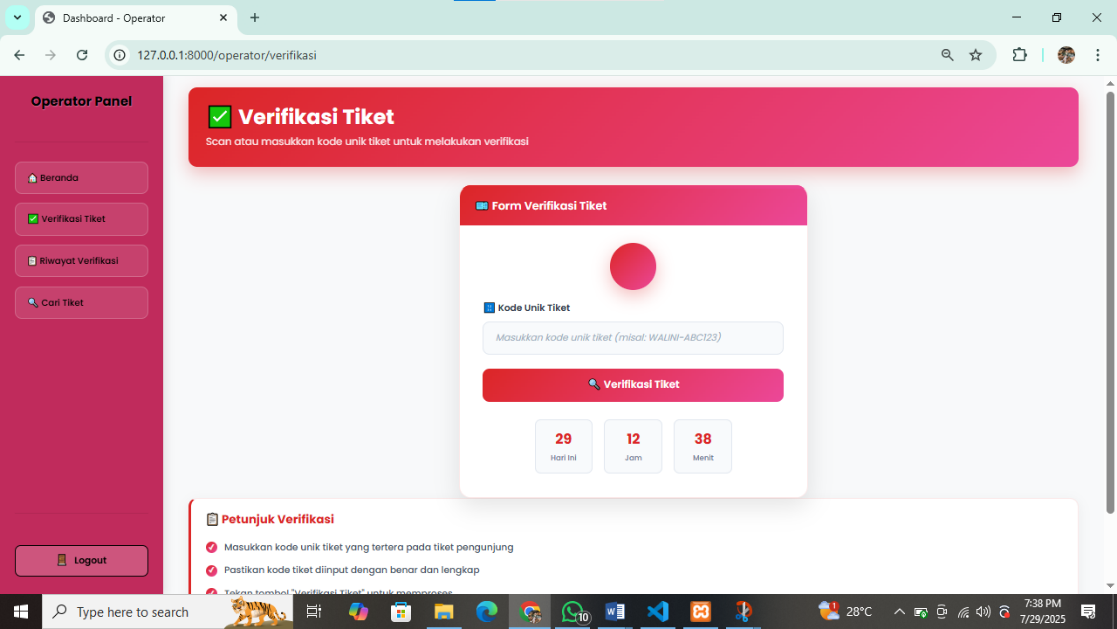 Dashboard - Operator
127.0.0.1:8000/operator/verifikasi
Operator Panel
Beranda
Verifikasi Tiket
Riwayat Verifikasi
Cari Tiket
Logout
Verifikasi Tiket
Scan atau masukkan kode unik tiket untuk melakukan verifikasi
Form Verifikasi Tiket
Kode Unik Tiket
Masukkan kode unik tiket (misal: WALINI-ABC123)
Verifikasi Tiket
29 12 38
Hari Ini Jam Menit
Petunjuk Verifikasi
Masukkan kode unik tiket yang tertera pada tiket pengunjung
Pastikan kode tiket diinput dengan benar dan lengkap
Tekan tombol "Verifikasi Tiket" untuk memproses
Type here to search
10
1
28°C
7:38 PM
7/29/2025